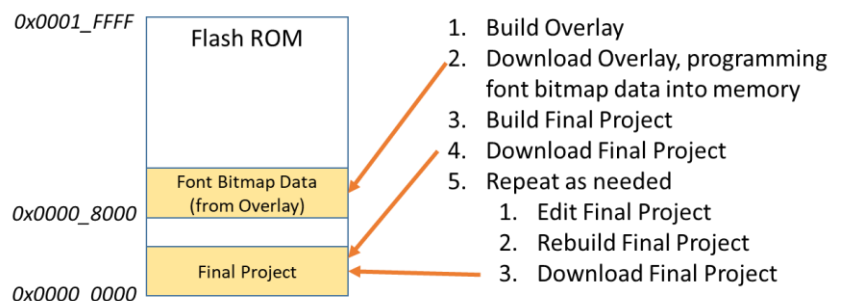 0x0001_FFFF
Flash ROM
Font Bitmap Data
(from Overlay)
0x0000_8000
Final Project
0x0000_0000
1. Build Overlay
2. Download Overlay, programming
font bitmap data into memory
3. Build Final Project
4. Download Final Project
5. Repeat as needed
1. Edit Final Project
2. Rebuild Final Project
3. Download Final Project